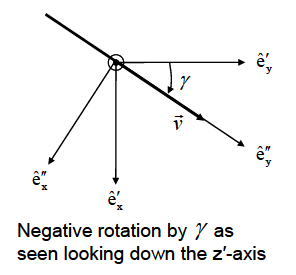 ê′y
γ
v⃗
ê″y
ê″x
ê′x
Negative rotation by γ as
seen looking down the z′-axis